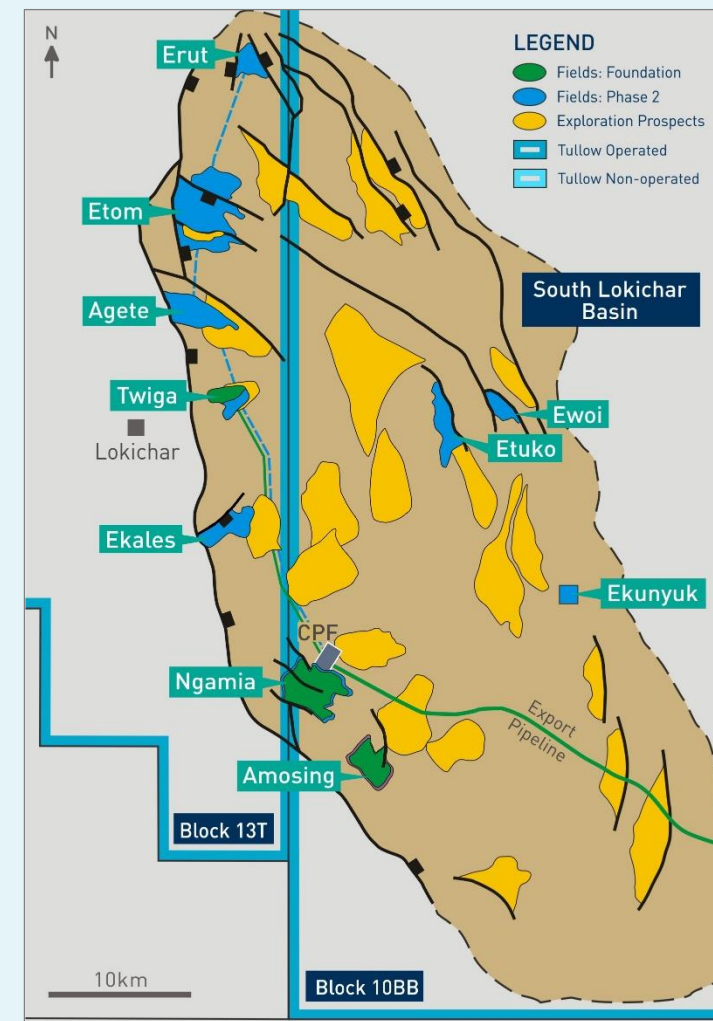 N
Erut
LEGEND
Fields: Foundation
Fields: Phase 2
Exploration Prospects
Tullow Operated
Tullow Non-operated
Etom
South Lokichar
Basin
Agete
Twiga
Lokichar
Ewoi
Etuko
Ekales
Ekunyuk
CPF
Ngamia
Export
Pipeline
Amosing
Block 13T
10km
Block 10BB